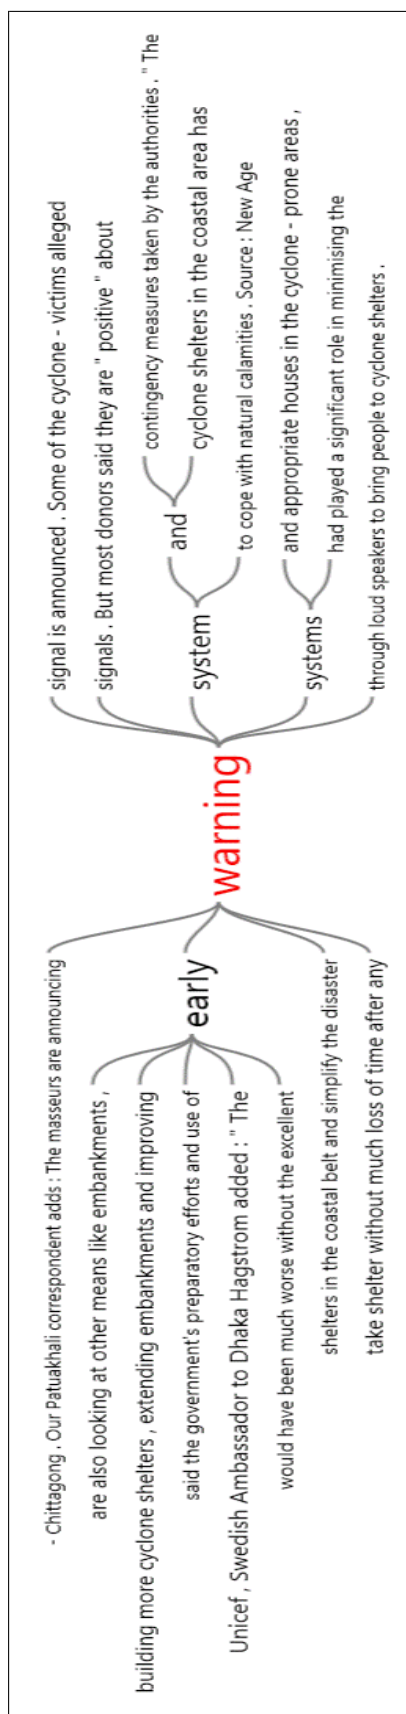 - Chittagong . Our Patuakhali correspondent adds : The masseurs are announcing
are also looking at other means like embankments ,
building more cyclone shelters , extending embankments and improving
said the government's preparatory efforts and use of
Unicef , Swedish Ambassador to Dhaka Hagstrom added : " The
would have been much worse without the excellent
early
shelters in the coastal belt and simplify the disaster
take shelter without much loss of time after any
warning
signal is announced . Some of the cyclone - victims alleged
signals . But most donors said they are " positive " about
system
and
contingency measures taken by the authorities . " The
cyclone shelters in the coastal area has
to cope with natural calamities . Source : New Age
systems
and appropriate houses in the cyclone - prone areas ,
had played a significant role in minimising the
through loud speakers to bring people to cyclone shelters .